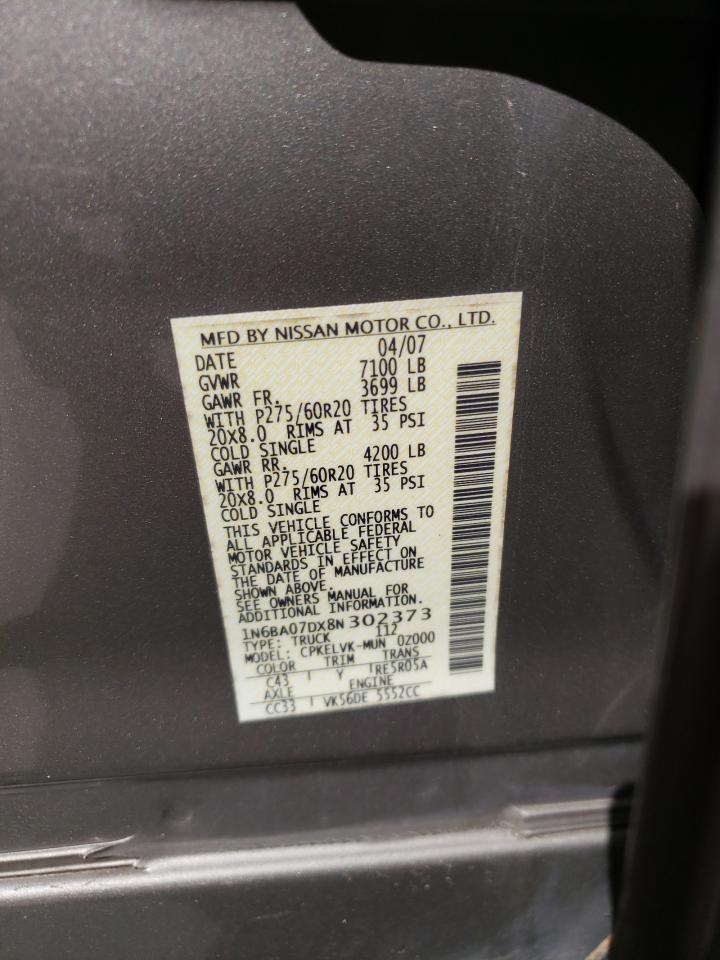 MFD BY NISSAN MOTOR CO., LTD.
DATE 04/07
GVWR 7100 LB
GAWR FR. 3699 LB
WITH P275/60R20 TIRES
20X8.0 RIMS AT 35 PSI
COLD SINGLE
GAWR RR. 4200 LB
WITH P275/60R20 TIRES
20X8.0 RIMS AT 35 PSI
COLD SINGLE
THIS VEHICLE CONFORMS TO
ALL APPLICABLE FEDERAL
MOTOR VEHICLE SAFETY
STANDARDS IN EFFECT ON
THE DATE OF MANUFACTURE
SHOWN ABOVE.
SEE OWNERS MANUAL FOR
ADDITIONAL INFORMATION.
1N6BA07DX8N 302373
TYPE: TRUCK 112
MODEL: CPKELVK-MUN 0Z000
COLOR TRIM TRANS
C43 Y RE5R05A
AXLE ENGINE
CC33 VK56DE 5552CC